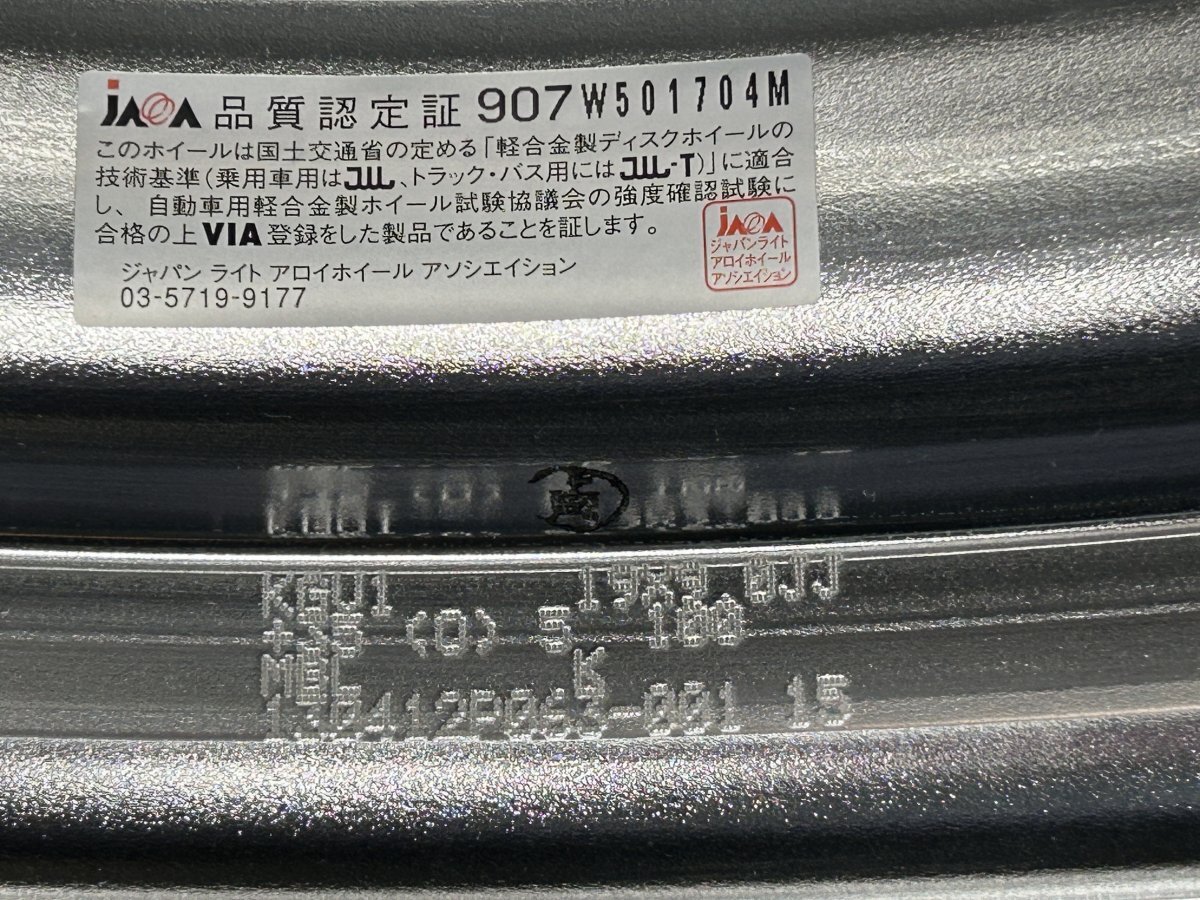 JAWA 品質認定証 907W501704M
このホイールは国土交通省の定める「軽合金製ディスクホイールの
技術基準(乗用車用はJWL、トラック・バス用にはJWL-T)」に適合
し、自動車用軽合金製ホイール試験協議会の強度確認試験に
合格の上VIA登録をした製品であることを証します。
ジャパン ライト アロイホイール アソシエイション
03-5719-9177
JAWA
ジャパンライト
アロイホイール
アソシエイション
(0) 5 100
K
15